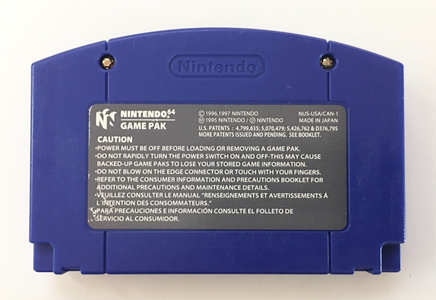 Nintendo
NINTENDO 64
GAME PAK
© 1996,1997 NINTENDO
Ⓜ 1995 NINTENDO / Ⓝ NINTENDO
U.S. PATENTS : 4,799,635; 5,070,479; 5,426,762 & D376,795
MORE PATENTS ISSUED AND PENDING. SEE BOOKLET.
NUS-USA/CAN-1
MADE IN JAPAN
CAUTION
•POWER MUST BE OFF BEFORE LOADING OR REMOVING A GAME PAK.
•DO NOT RAPIDLY TURN THE POWER SWITCH ON AND OFF-THIS MAY CAUSE
BACKED-UP GAME PAKS TO LOSE YOUR STORED GAME INFORMATION.
•DO NOT BLOW ON THE EDGE CONNECTOR OR TOUCH WITH YOUR FINGERS.
•REFER TO THE CONSUMER INFORMATION AND PRECAUTIONS BOOKLET FOR
ADDITIONAL PRECAUTIONS AND MAINTENANCE DETAILS.
•VEUILLEZ CONSULTER LE MANUEL "RENSEIGNEMENTS ET AVERTISSEMENTS À
L'INTENTION DES CONSOMMATEURS."
•PARA PRECAUCIONES E INFORMACIÓN CONSULTE EL FOLLETO DE
SERVICIO AL CONSUMIDOR.